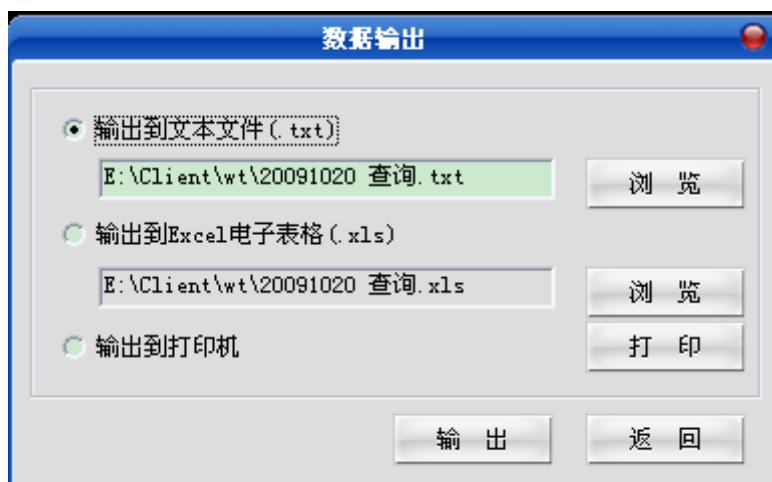 数据输出
输出到文本文件(.txt)
E:\Client\wt\20091020 查询.txt
浏 览
输出到Excel电子表格(.xls)
E:\Client\wt\20091020 查询.xls
浏 览
输出到打印机
打 印
输 出
返 回